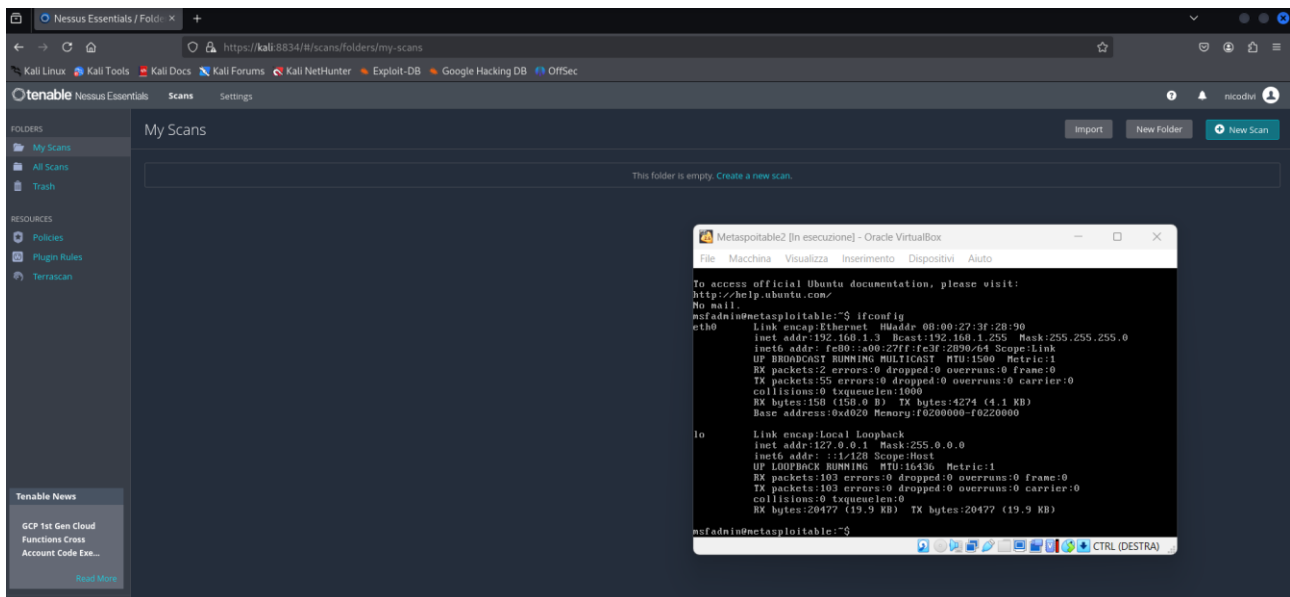 Nessus Essentials / Folde
https://kali:8834/#/scans/folders/my-scans
Kali Linux Kali Tools Kali Docs Kali Forums Kali NetHunter Exploit-DB Google Hacking DB OffSec
tenable Nessus Essentials Scans Settings nicodivi
FOLDERS
My Scans
All Scans
Trash
RESOURCES
Policies
Plugin Rules
Terrascan
Tenable News
GCP 1st Gen Cloud
Functions Cross
Account Code Exe...
Read More
My Scans
Import New Folder New Scan
This folder is empty. Create a new scan.
Metaspoitable2 [In esecuzione] - Oracle VirtualBox
File Macchina Visualizza Inserimento Dispositivi Aiuto
To access official Ubuntu documentation, please visit:
http://help.ubuntu.com/
No mail.
msfadmin@metasploitable:~$ ifconfig
eth0 Link encap:Ethernet HWaddr 08:00:27:3f:28:90
inet addr:192.168.1.3 Bcast:192.168.1.255 Mask:255.255.255.0
inet6 addr: fe80::a00:27ff:fe3f:2890/64 Scope:Link
UP BROADCAST RUNNING MULTICAST MTU:1500 Metric:1
RX packets:2 errors:0 dropped:0 overruns:0 frame:0
TX packets:55 errors:0 dropped:0 overruns:0 carrier:0
collisions:0 txqueuelen:1000
RX bytes:158 (158.0 B) TX bytes:4274 (4.1 KB)
Base address:0xd020 Memory:f0200000-f0220000
lo Link encap:Local Loopback
inet addr:127.0.0.1 Mask:255.0.0.0
inet6 addr: ::1/128 Scope:Host
UP LOOPBACK RUNNING MTU:16436 Metric:1
RX packets:103 errors:0 dropped:0 overruns:0 frame:0
TX packets:103 errors:0 dropped:0 overruns:0 carrier:0
collisions:0 txqueuelen:0
RX bytes:20477 (19.9 KB) TX bytes:20477 (19.9 KB)
msfadmin@metasploitable:~$
CTRL (DESTRA)